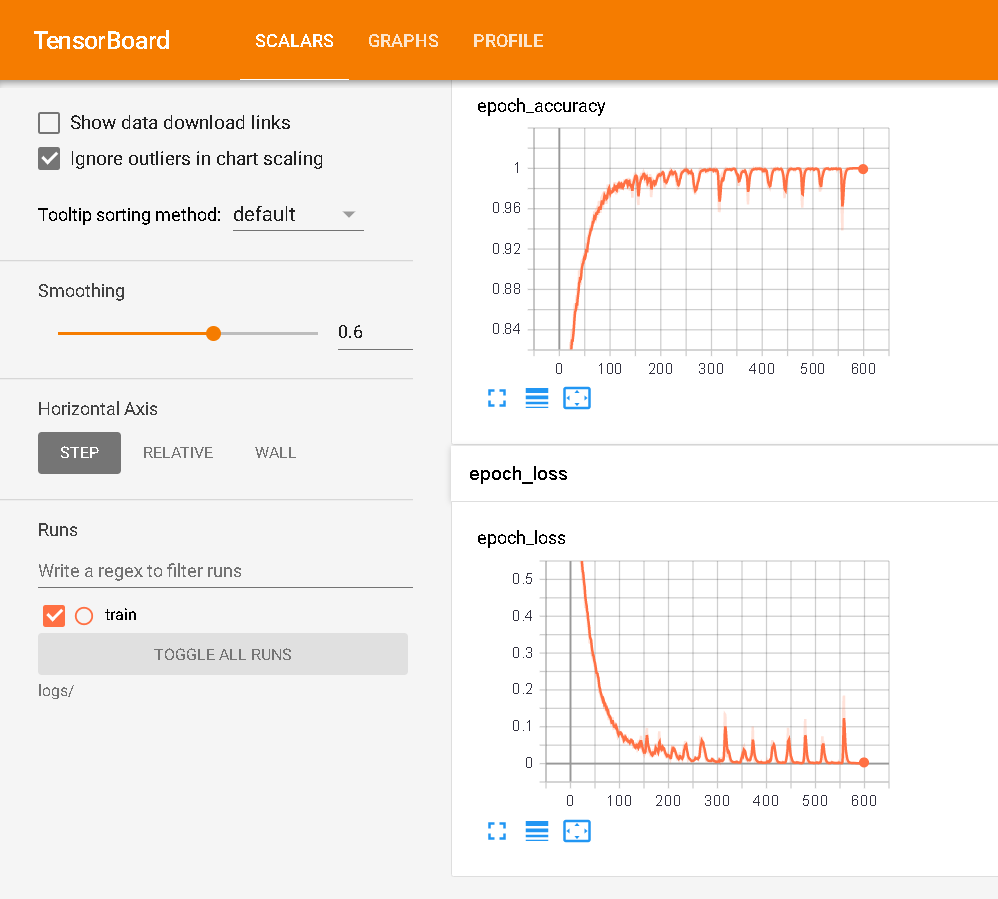 TensorBoard SCALARS GRAPHS PROFILE
Show data download links
Ignore outliers in chart scaling
Tooltip sorting method: default
Smoothing
0.6
Horizontal Axis
STEP RELATIVE WALL
Runs
Write a regex to filter runs
train
TOGGLE ALL RUNS
logs/
epoch_accuracy
1
0.96
0.92
0.88
0.84
0 100 200 300 400 500 600
epoch_loss
epoch_loss
0.5
0.4
0.3
0.2
0.1
0
0 100 200 300 400 500 600